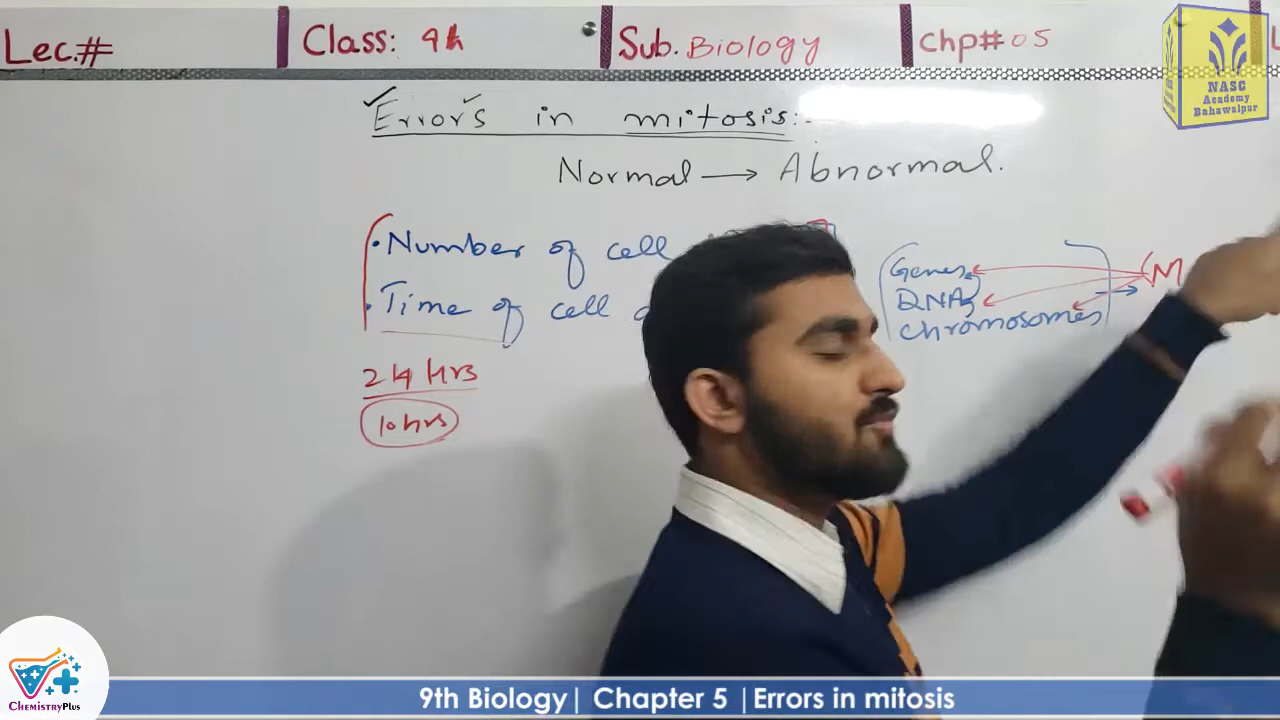 Lec.#
Class: 9th
Sub. Biology
Chp# 05
NASC
Academy
Bahawalpur
Errors in mitosis:-
Normal → Abnormal.
• Number of cell
• Time of cell
24 Hrs
10 hrs
Genes
DNA
chromosomes
(M
ChemistryPlus
9th Biology| Chapter 5 |Errors in mitosis